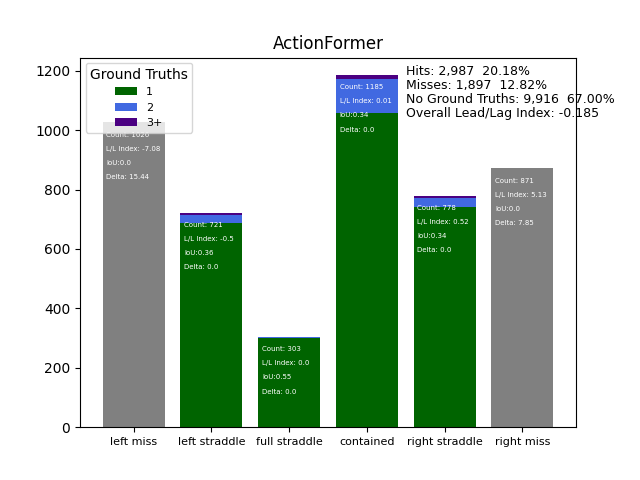 ActionFormer
Ground Truths
1
2
3+
Hits: 2,987 20.18%
Misses: 1,897 12.82%
No Ground Truths: 9,916 67.00%
Overall Lead/Lag Index: -0.185
1200
1000
800
600
400
200
0
Count: 1026
L/L Index: -7.08
IoU:0.0
Delta: 15.44
Count: 721
L/L Index: -0.5
IoU:0.36
Delta: 0.0
Count: 303
L/L Index: 0.0
IoU:0.55
Delta: 0.0
Count: 1185
L/L Index: 0.01
IoU:0.34
Delta: 0.0
Count: 778
L/L Index: 0.52
IoU:0.34
Delta: 0.0
Count: 871
L/L Index: 5.13
IoU:0.0
Delta: 7.85
left miss
left straddle
full straddle
contained
right straddle
right miss